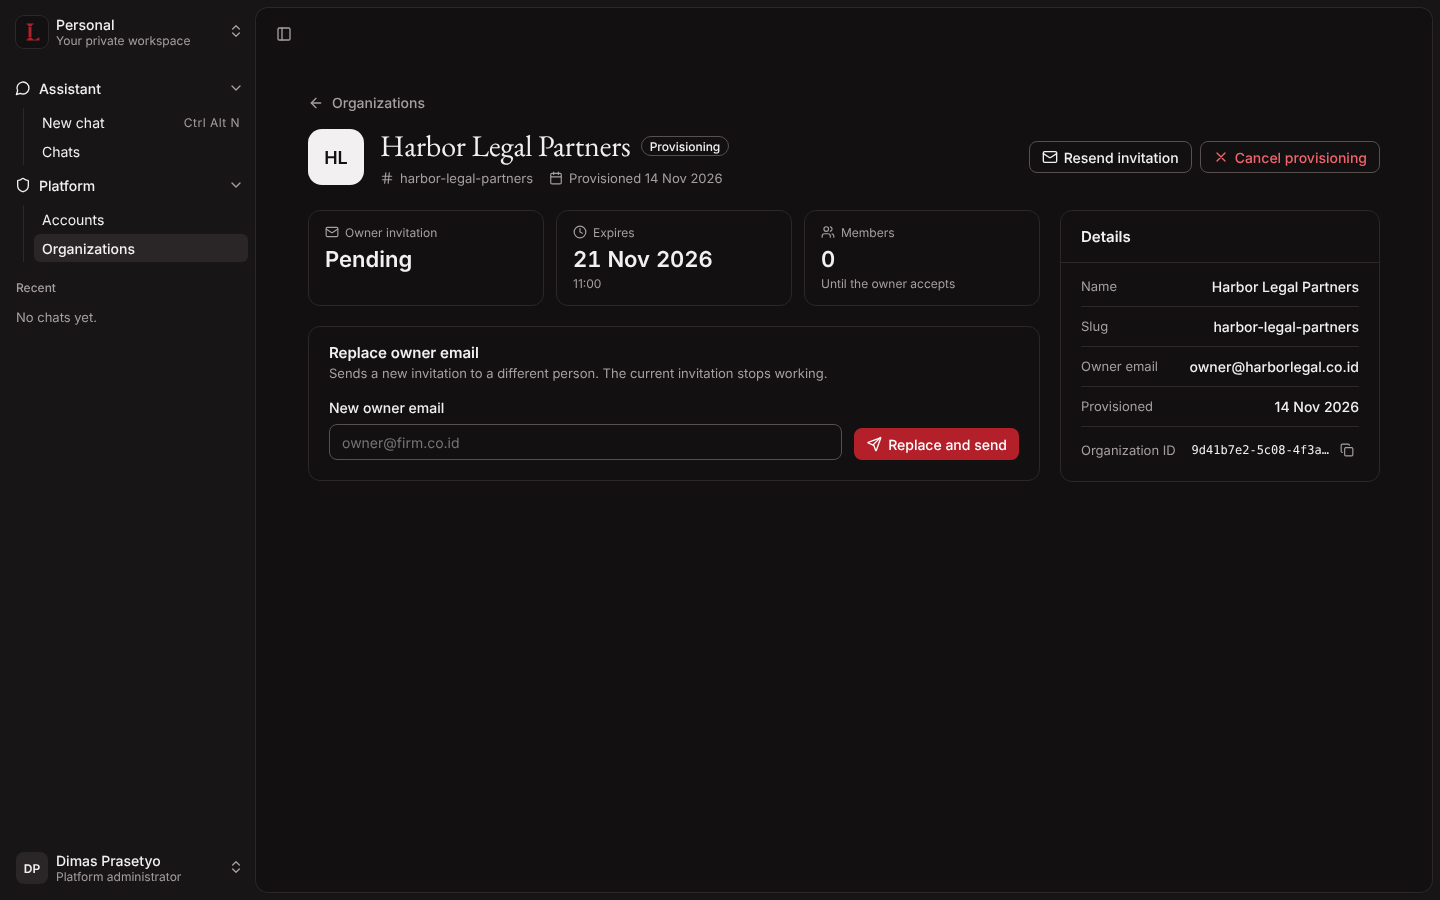 L
Personal
Your private workspace
Assistant
New chat Ctrl Alt N
Chats
Platform
Accounts
Organizations
Recent
No chats yet.
DP
Dimas Prasetyo
Platform administrator
Organizations
HL
Harbor Legal Partners Provisioning
harbor-legal-partners Provisioned 14 Nov 2026
Resend invitation Cancel provisioning
Owner invitation
Pending
Expires
21 Nov 2026
11:00
Members
0
Until the owner accepts
Replace owner email
Sends a new invitation to a different person. The current invitation stops working.
New owner email
owner@firm.co.id
Replace and send
Details
Name Harbor Legal Partners
Slug harbor-legal-partners
Owner email owner@harborlegal.co.id
Provisioned 14 Nov 2026
Organization ID 9d41b7e2-5c08-4f3a…